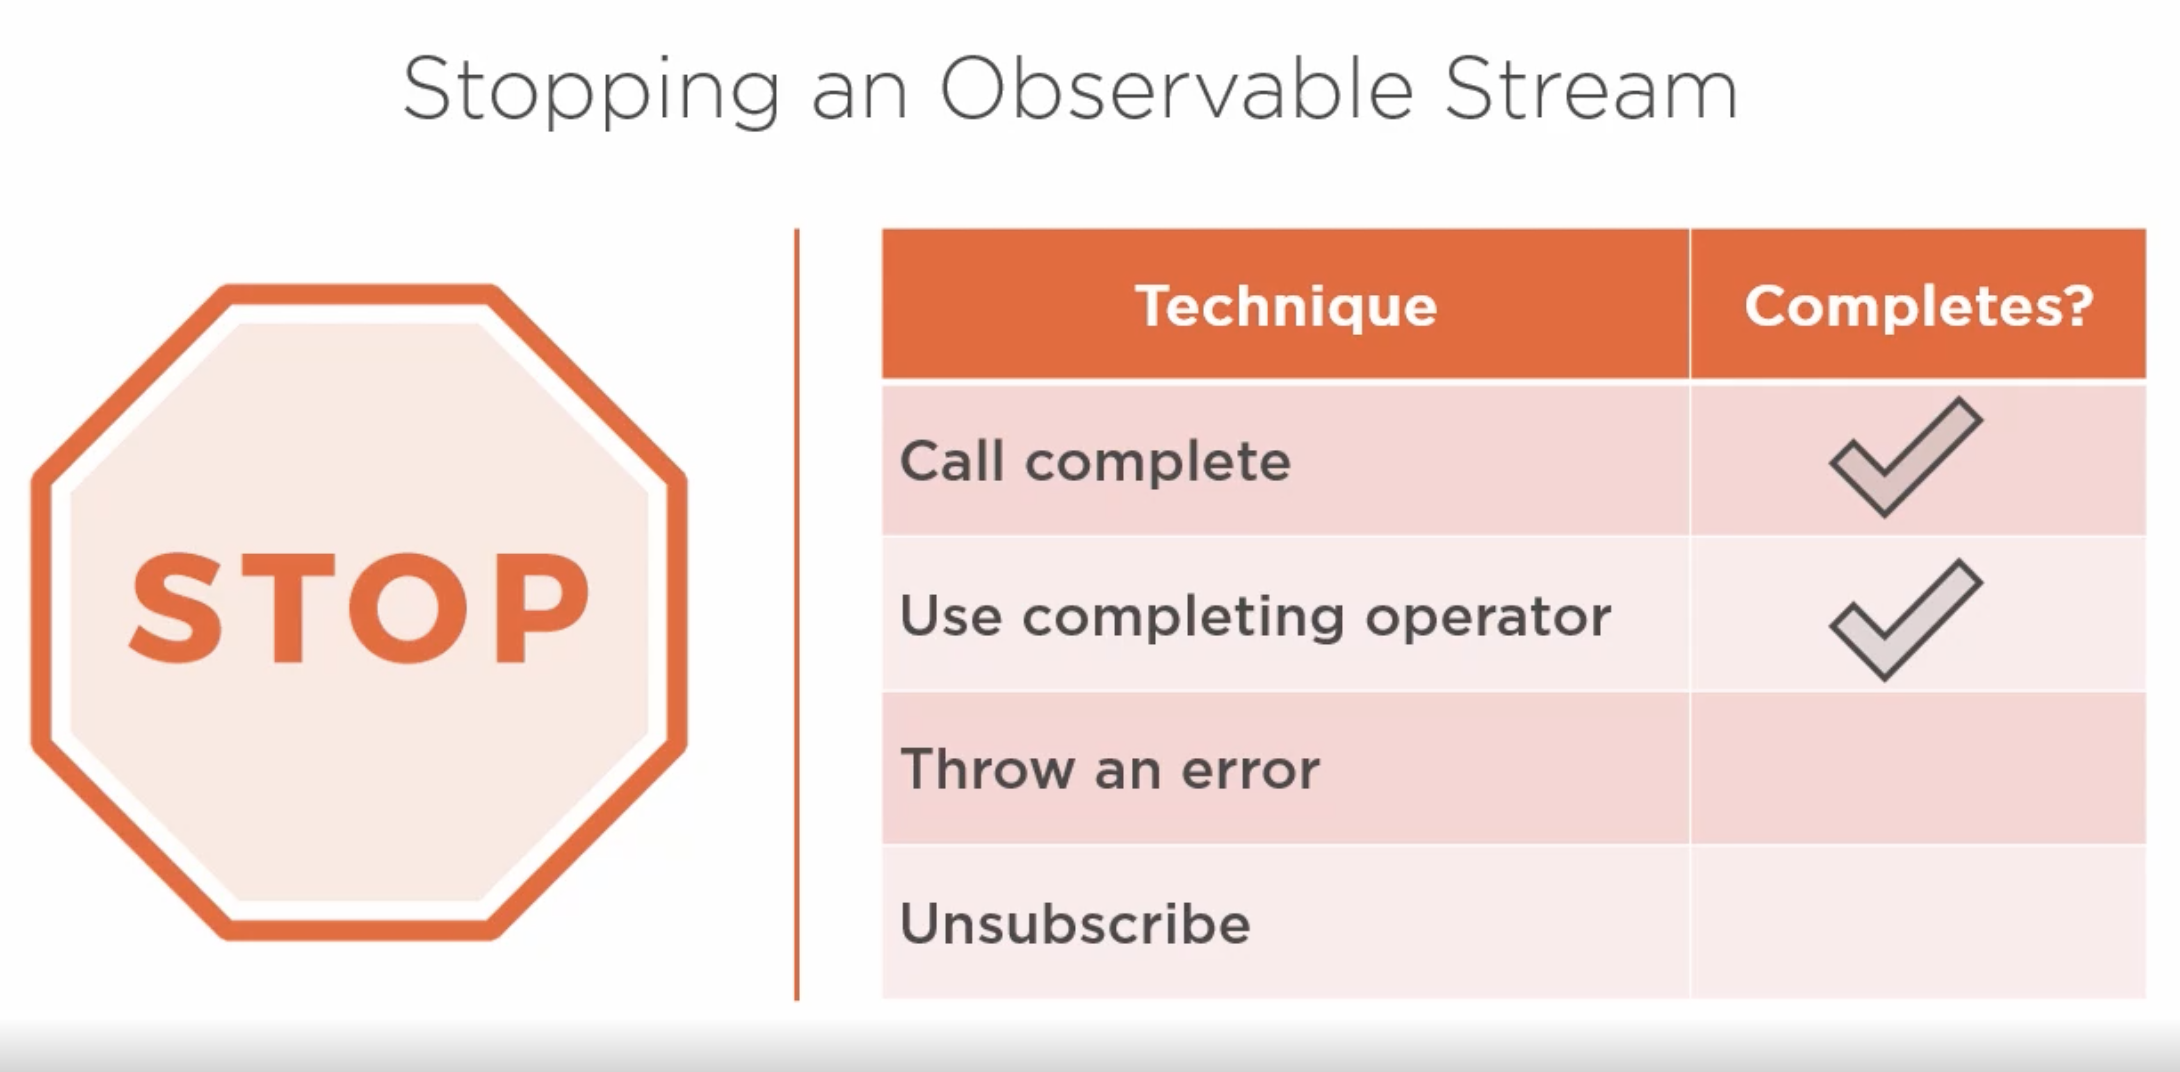 Stopping an Observable Stream
STOP
Technique
Completes?
Call complete
Use completing operator
Throw an error
Unsubscribe